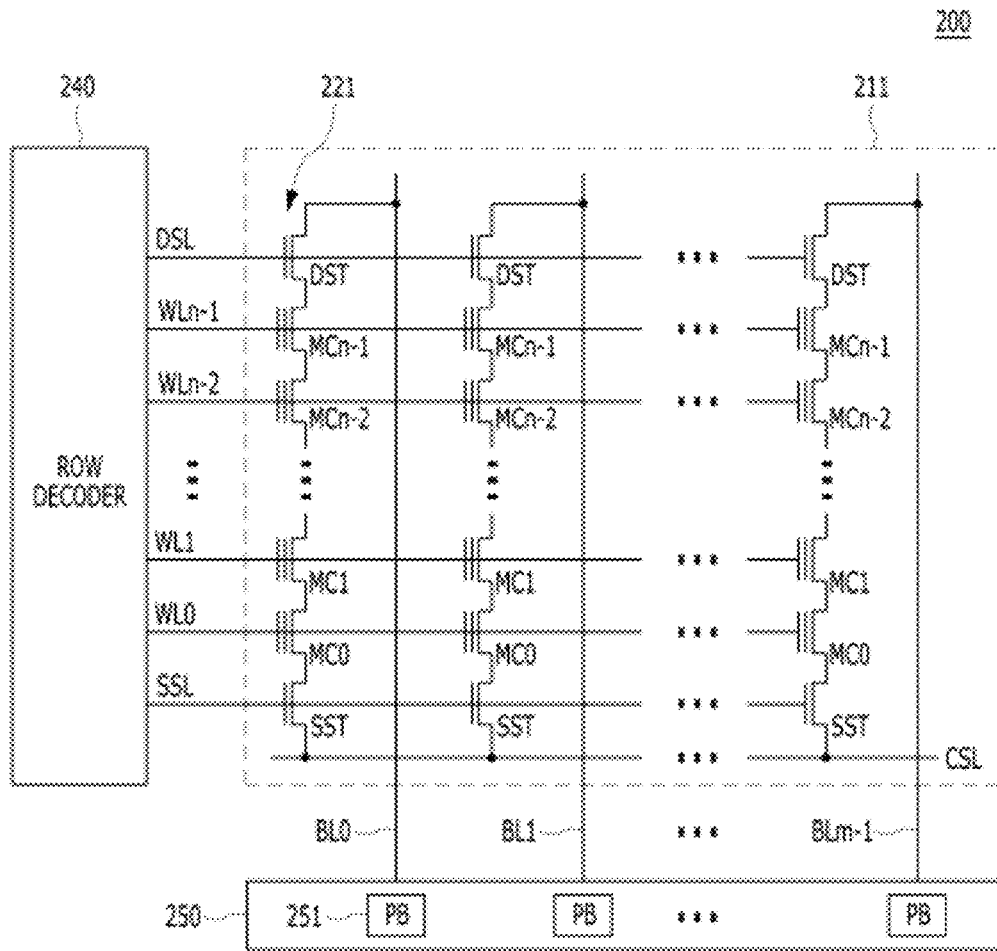 200
240 221 211
DSL DST DST DST
WLn-1 MCn-1 MCn-1 MCn-1
WLn-2 MCn-2 MCn-2 MCn-2
ROW
DECODER
WL1 MC1 MC1 MC1
WL0 MC0 MC0 MC0
SSL SST SST SST
CSL
BL0 BL1 BLm-1
250 251 PB PB PB